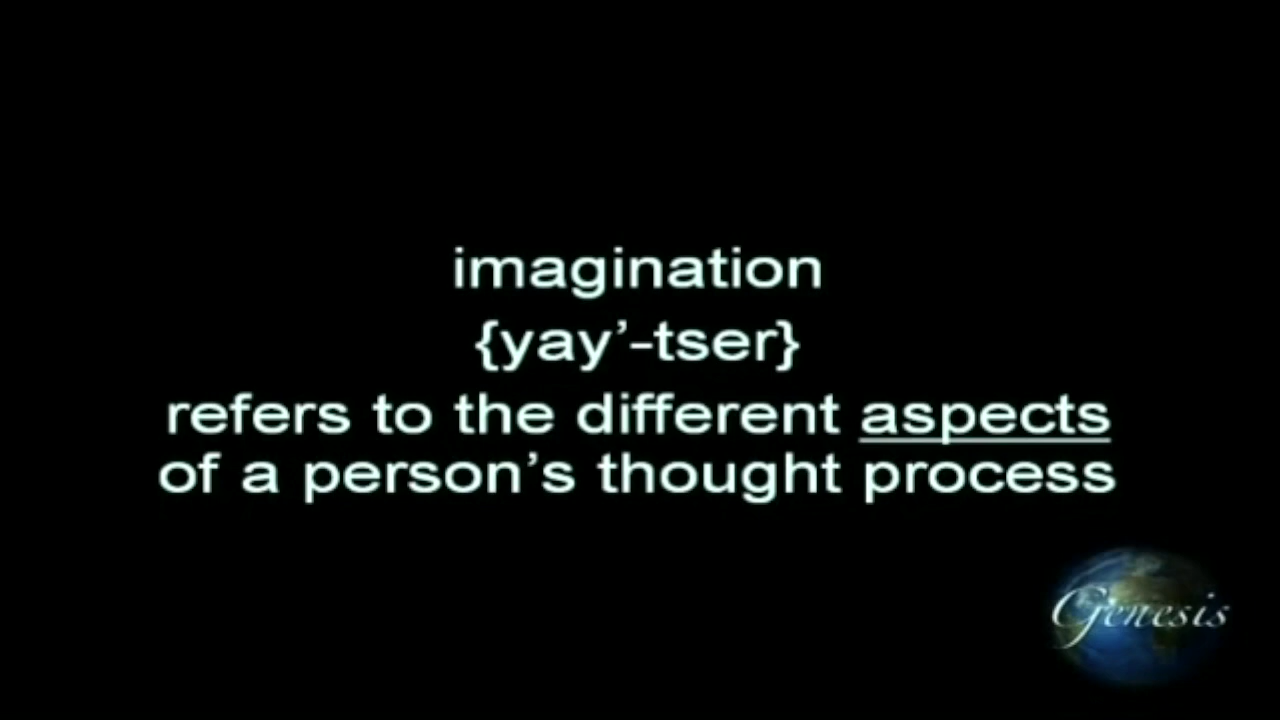 imagination
{yay’-tser}
refers to the different aspects
of a person’s thought process
Genesis